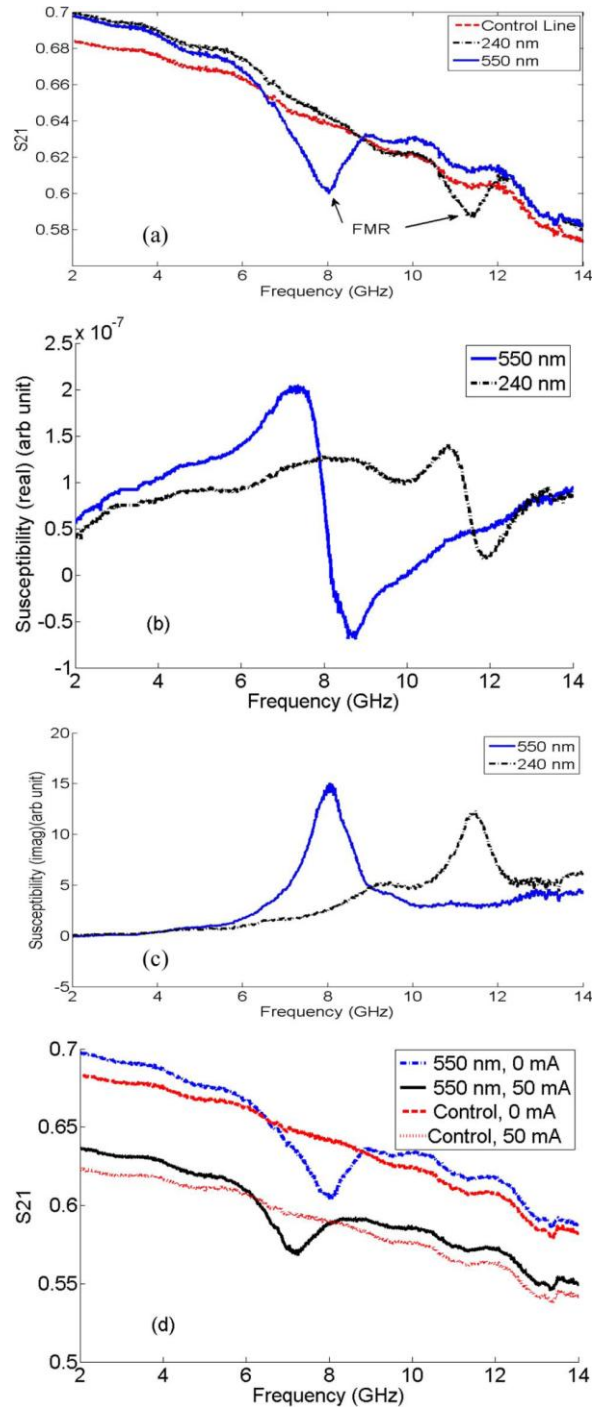 0.7
0.68
0.66
0.64
0.62
0.6
0.58
S21
Control Line
240 nm
550 nm
FMR
(a)
2 4 6 8 10 12 14
Frequency (GHz)
x 10⁻⁷
2.5
2
1.5
1
0.5
0
-0.5
-1
Susceptibility (real) (arb unit)
550 nm
240 nm
(b)
2 4 6 8 10 12 14
Frequency (GHz)
20
15
10
5
0
-5
Susceptibility (imag)(arb unit)
550 nm
240 nm
(c)
2 4 6 8 10 12 14
Frequency (GHz)
0.7
0.65
0.6
0.55
0.5
S21
550 nm, 0 mA
550 nm, 50 mA
Control, 0 mA
Control, 50 mA
(d)
2 4 6 8 10 12 14
Frequency (GHz)